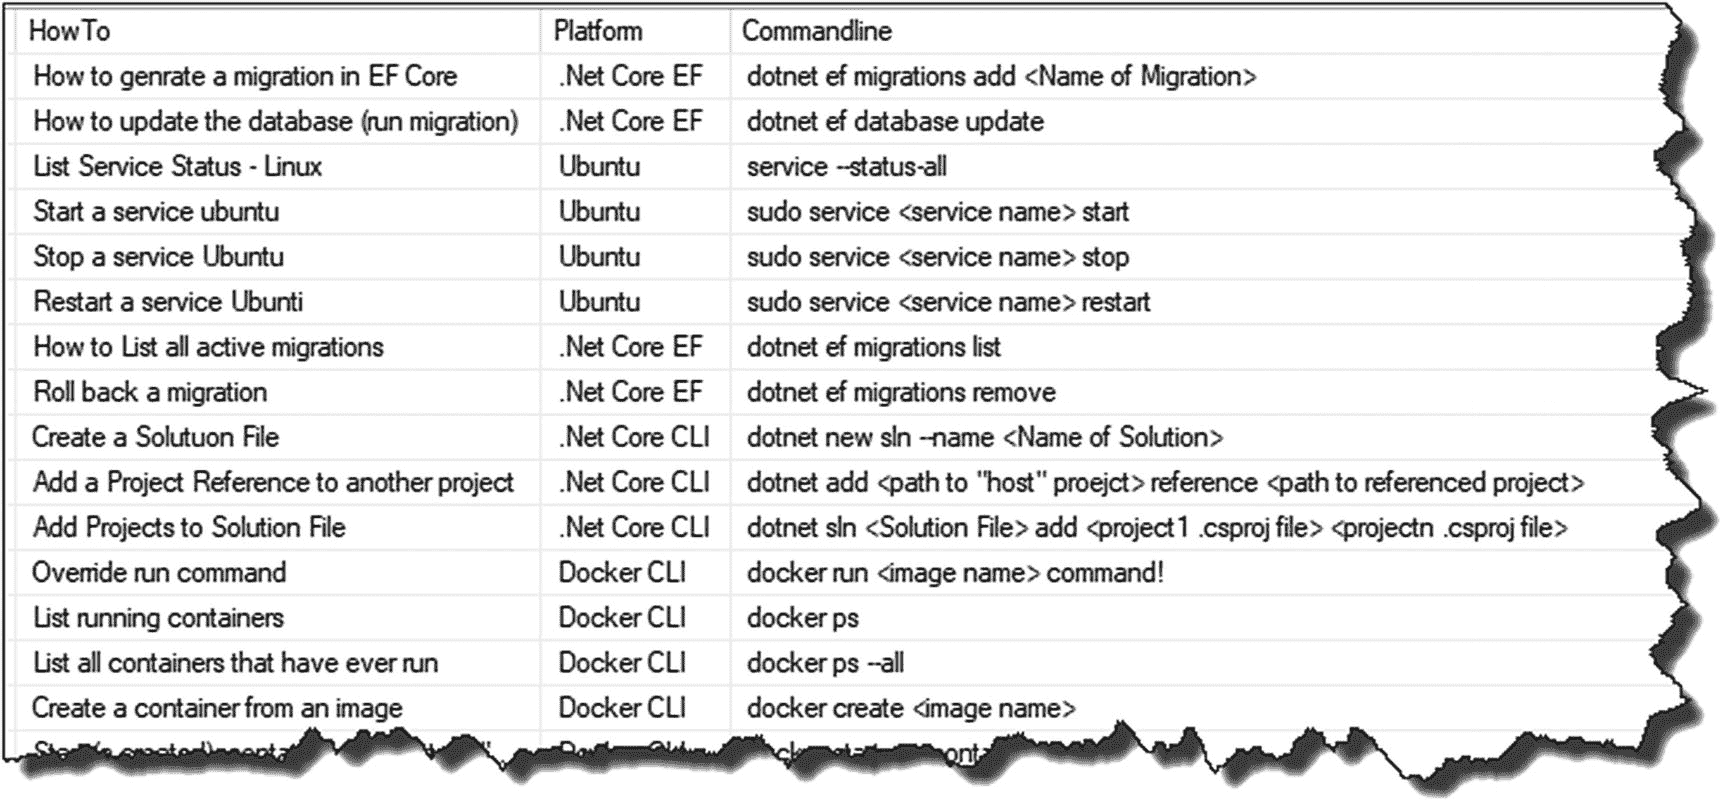 HowTo Platform Commandline
How to genrate a migration in EF Core .Net Core EF dotnet ef migrations add <Name of Migration>
How to update the database (run migration) .Net Core EF dotnet ef database update
List Service Status - Linux Ubuntu service --status-all
Start a service ubuntu Ubuntu sudo service <service name> start
Stop a service Ubuntu Ubuntu sudo service <service name> stop
Restart a service Ubunti Ubuntu sudo service <service name> restart
How to List all active migrations .Net Core EF dotnet ef migrations list
Roll back a migration .Net Core EF dotnet ef migrations remove
Create a Solutuon File .Net Core CLI dotnet new sln --name <Name of Solution>
Add a Project Reference to another project .Net Core CLI dotnet add <path to "host" proejct> reference <path to referenced project>
Add Projects to Solution File .Net Core CLI dotnet sln <Solution File> add <project1 .csproj file> <projectn .csproj file>
Override run command Docker CLI docker run <image name> command!
List running containers Docker CLI docker ps
List all containers that have ever run Docker CLI docker ps --all
Create a container from an image Docker CLI docker create <image name>